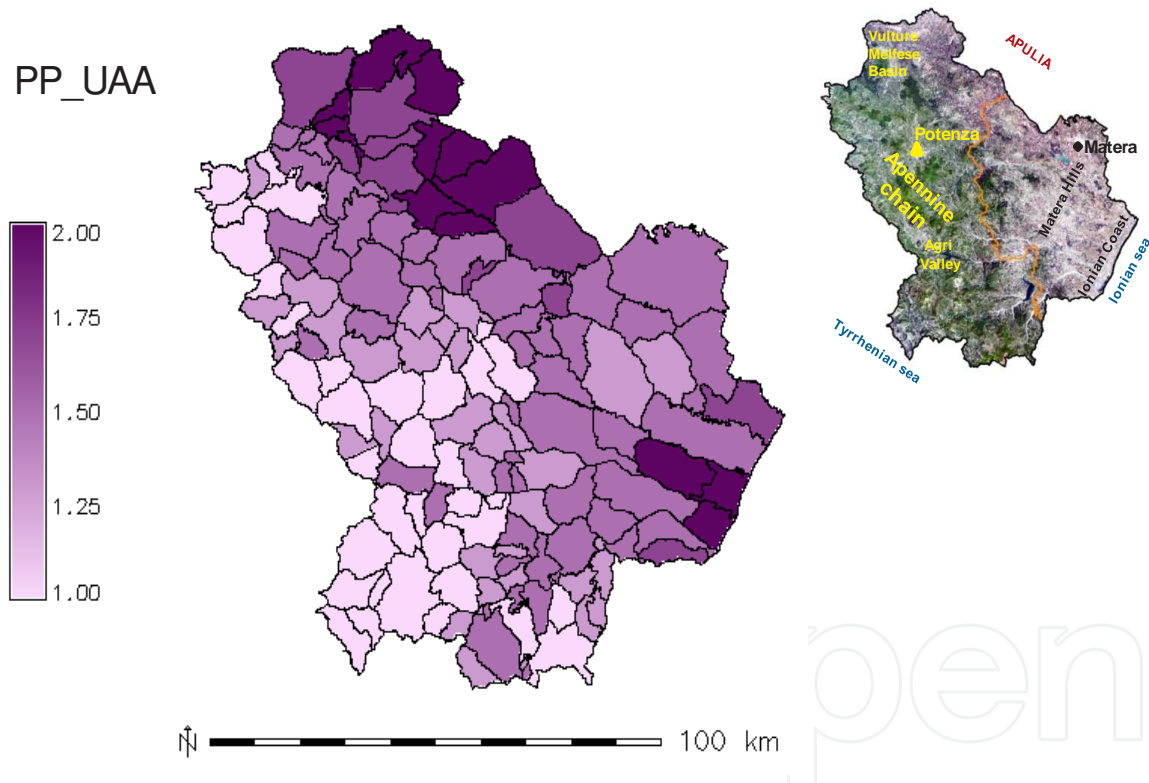 PP_UAA
2.00
1.75
1.50
1.25
1.00
N
100 km
Vulture
Melfese
Basin
APULIA
Potenza
Matera
Apennine
chain
Matera Hills
Agri
Valley
Ionian Coast
Ionian sea
Tyrrhenian sea
pen